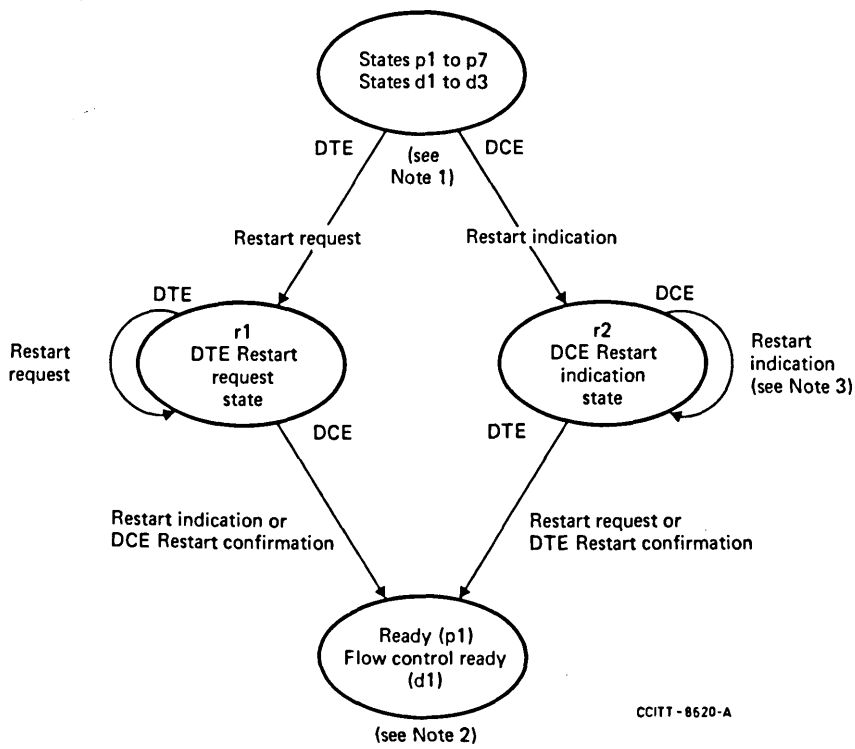 States p1 to p7
States d1 to d3
DTE
(see
Note 1)
DCE
Restart request
Restart indication
DTE
Restart
request
r1
DTE Restart
request
state
DCE
r2
DCE Restart
indication
state
Restart
indication
(see Note 3)
DCE
DTE
Restart indication or
DCE Restart confirmation
Restart request or
DTE Restart confirmation
Ready (p1)
Flow control ready
(d1)
(see Note 2)
CCITT - 8620-A